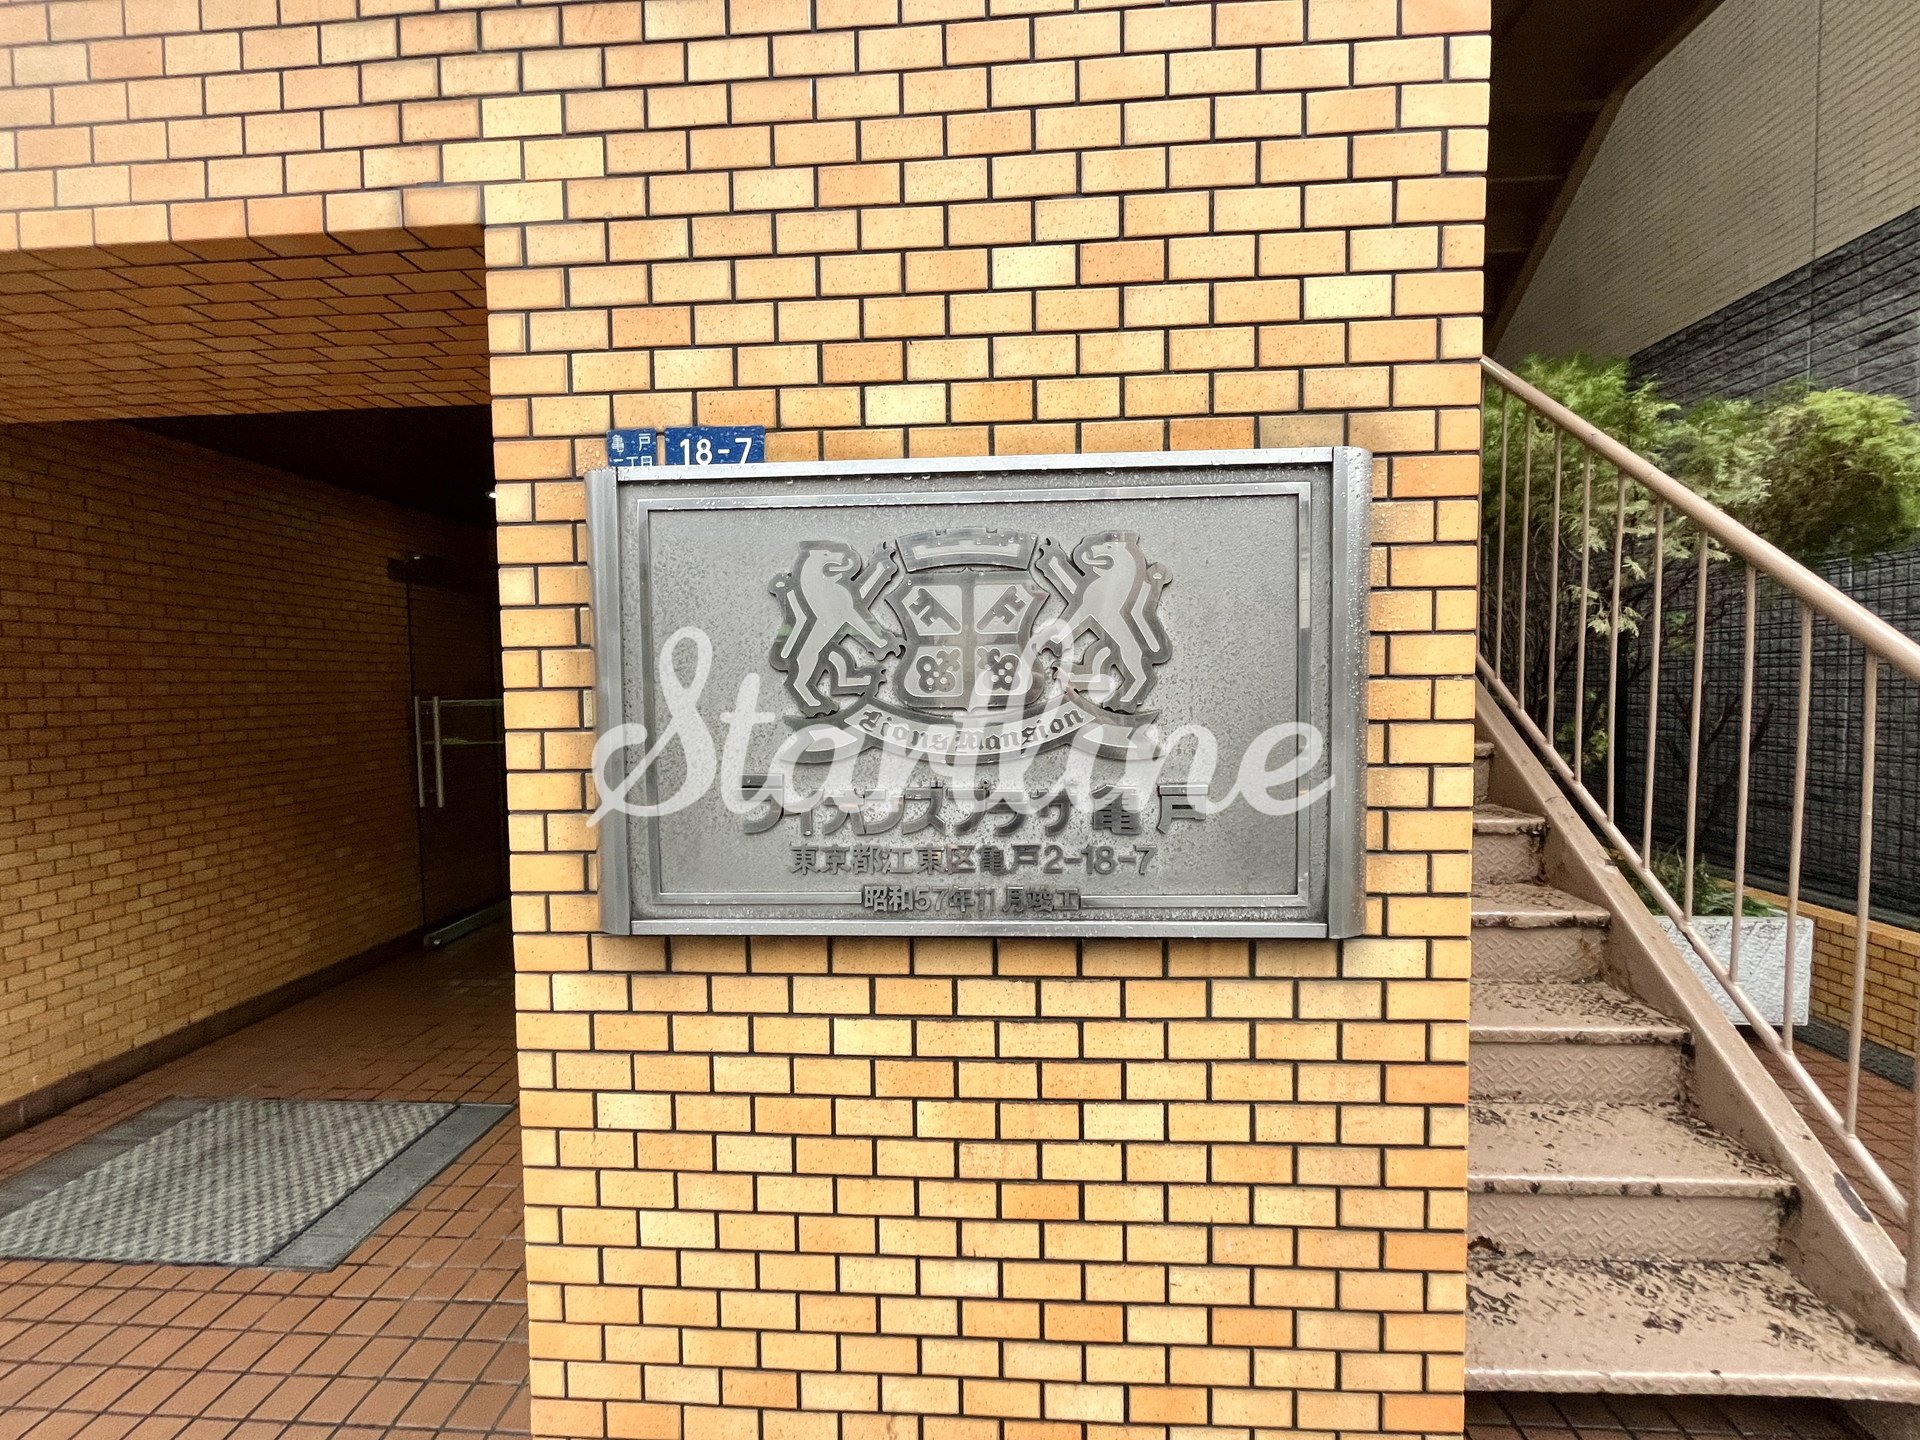 亀戸
二丁目
18-7
Lions Mansion
Startline
ライオンズプラザ亀戸
東京都江東区亀戸2-18-7
昭和57年11月竣工